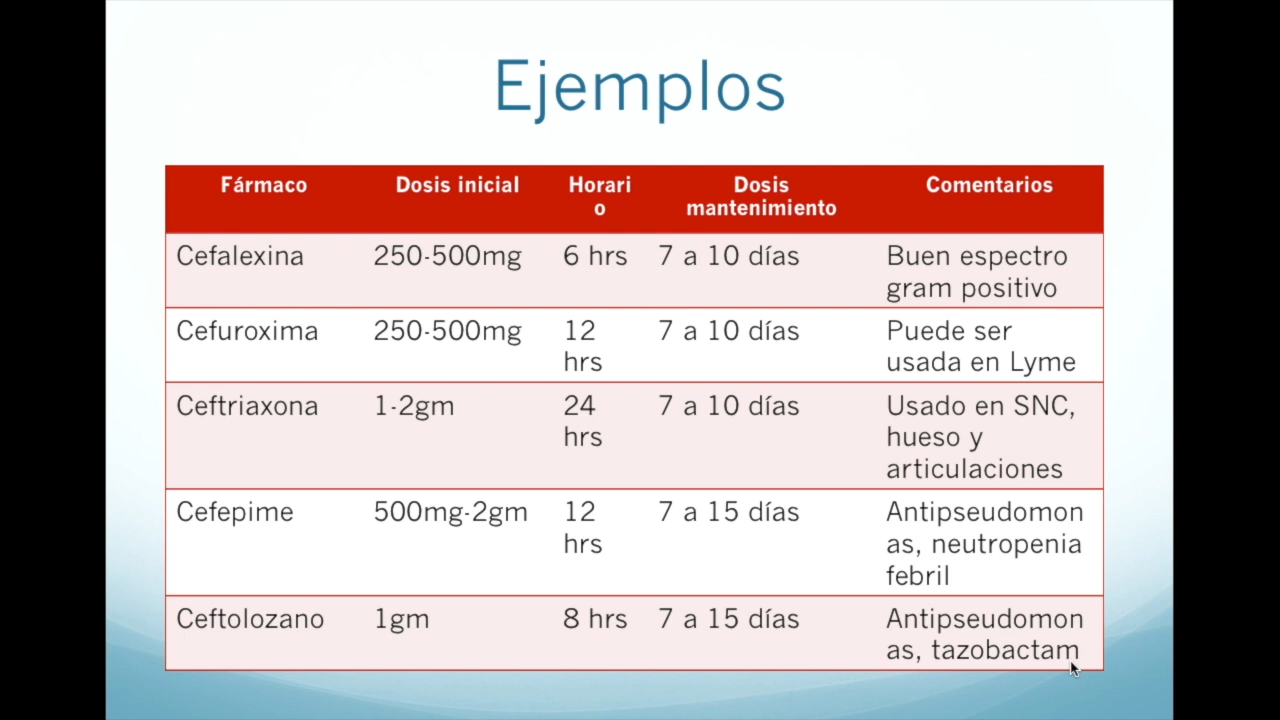 Ejemplos
Fármaco Dosis inicial Horari Dosis Comentarios
o mantenimiento
Cefalexina 250-500mg 6 hrs 7 a 10 días Buen espectro
gram positivo
Cefuroxima 250-500mg 12 7 a 10 días Puede ser
hrs usada en Lyme
Ceftriaxona 1-2gm 24 7 a 10 días Usado en SNC,
hrs hueso y
articulaciones
Cefepime 500mg-2gm 12 7 a 15 días Antipseudomon
hrs as, neutropenia
febril
Ceftolozano 1gm 8 hrs 7 a 15 días Antipseudomon
as, tazobactam